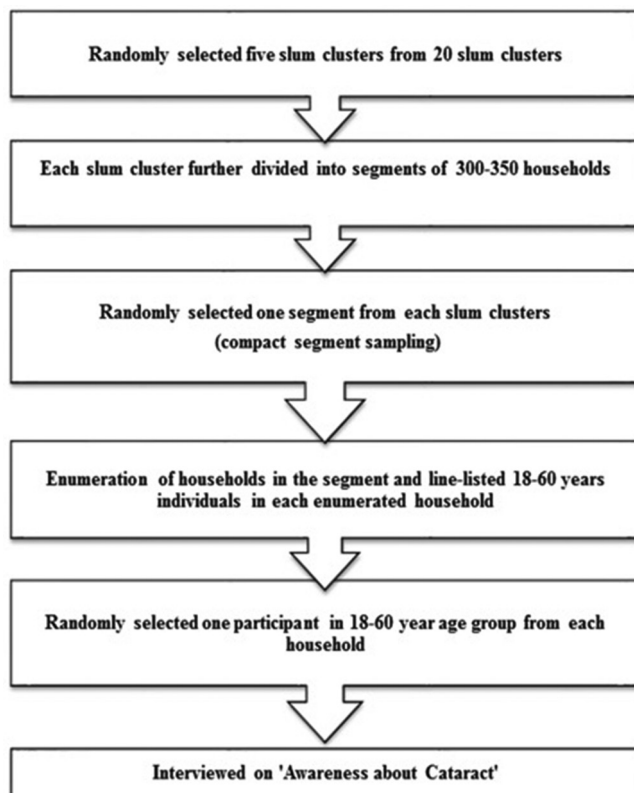 Randomly selected five slum clusters from 20 slum clusters
Each slum cluster further divided into segments of 300-350 households
Randomly selected one segment from each slum clusters
(compact segment sampling)
Enumeration of households in the segment and line-listed 18-60 years
individuals in each enumerated household
Randomly selected one participant in 18-60 year age group from each
household
Interviewed on 'Awareness about Cataract'